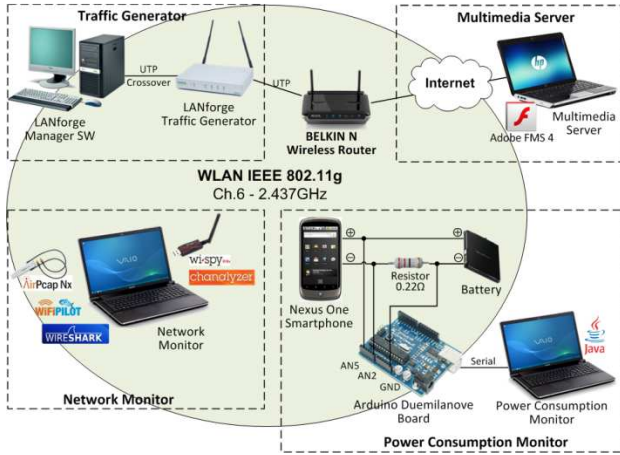 Traffic Generator
Multimedia Server
UTP
Crossover
UTP
Internet
hp
LANforge
Manager SW
LANforge
Traffic Generator
BELKIN N
Wireless Router
Adobe FMS 4
Multimedia
Server
WLAN IEEE 802.11g
Ch.6 - 2.437GHz
AirPcap Nx
wi-spy
chanalyzer
WiFiPILOT
WIRESHARK
VAIO
Network
Monitor
Network Monitor
Nexus One
Smartphone
Resistor
0.22Ω
Battery
AN5
AN2
GND
Arduino Duemilanove
Board
Serial
Java
VAIO
Power Consumption
Monitor
Power Consumption Monitor